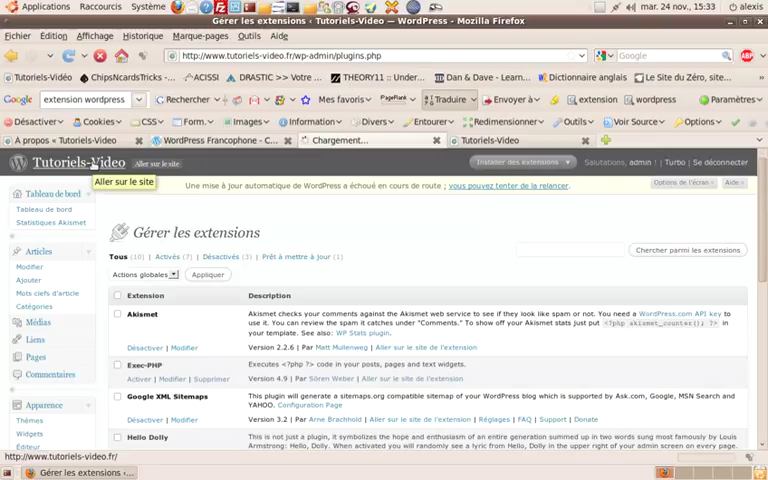 Applications Raccourcis Système mar. 24 nov., 15:33 alexis
Gérer les extensions ‹ Tutoriels-Video — WordPress - Mozilla Firefox
Fichier Édition Affichage Historique Marque-pages Outils Aide
http://www.tutoriels-video.fr/wp-admin/plugins.php Google
Tutoriels-Vidéo ChipsNcardsTricks -... ACISSI DRASTIC >> Votre ... THEORY11 :: Under... Dan & Dave - Learn... Dictionnaire anglais Le Site du Zéro, site...
Google extension wordpress Rechercher Mes favoris PageRank Traduire Envoyer à extension wordpress Paramètres
Désactiver Cookies CSS Form. Images Information Divers Outline Redimensionner Outils Voir Source Options
À propos « Tutoriels-Video WordPress Francophone - C... Chargement... Tutoriels-Video
Tutoriels-Video Aller sur le site Installer des extensions Salutations, admin ! | Turbo | Se déconnecter
Aller sur le site
Une mise à jour automatique de WordPress a échoué en cours de route ; vous pouvez tenter de la relancer.
Options de l'écran Aide
Tableau de bord
Tableau de bord
Statistiques Akismet
Articles
Modifier
Ajouter
Mots clefs d'article
Catégories
Médias
Liens
Pages
Commentaires
Apparence
Thèmes
Widgets
Éditeur
Gérer les extensions
Tous (10) | Activés (7) | Désactivés (3) | Prêt à mettre à jour (1)
Chercher parmi les extensions
Actions globales Appliquer
Extension Description
Akismet
Akismet checks your comments against the Akismet web service to see if they look like spam or not. You need a WordPress.com API key to
use it. You can review the spam it catches under "Comments." To show off your Akismet stats just put <?php akismet_counter(); ?> in
your template. See also: WP Stats plugin.
Désactiver | Modifier Version 2.2.6 | Par Matt Mullenweg | Aller sur le site de l'extension
Exec-PHP Executes <?php ?> code in your posts, pages and text widgets.
Activer | Modifier | Supprimer Version 4.9 | Par Sören Weber | Aller sur le site de l'extension
Google XML Sitemaps This plugin will generate a sitemaps.org compatible sitemap of your WordPress blog which is supported by Ask.com, Google, MSN Search and
YAHOO. Configuration Page
Désactiver | Modifier Version 3.2 | Par Arne Brachhold | Aller sur le site de l'extension | Réglages | FAQ | Support | Donate
Hello Dolly This is not just a plugin, it symbolizes the hope and enthusiasm of an entire generation summed up in two words sung most famously by Louis
Armstrong: Hello, Dolly. When activated you will randomly see a lyric from Hello, Dolly in the upper right of your admin screen on every page.
http://www.tutoriels-video.fr/
Gérer les extensions ‹...